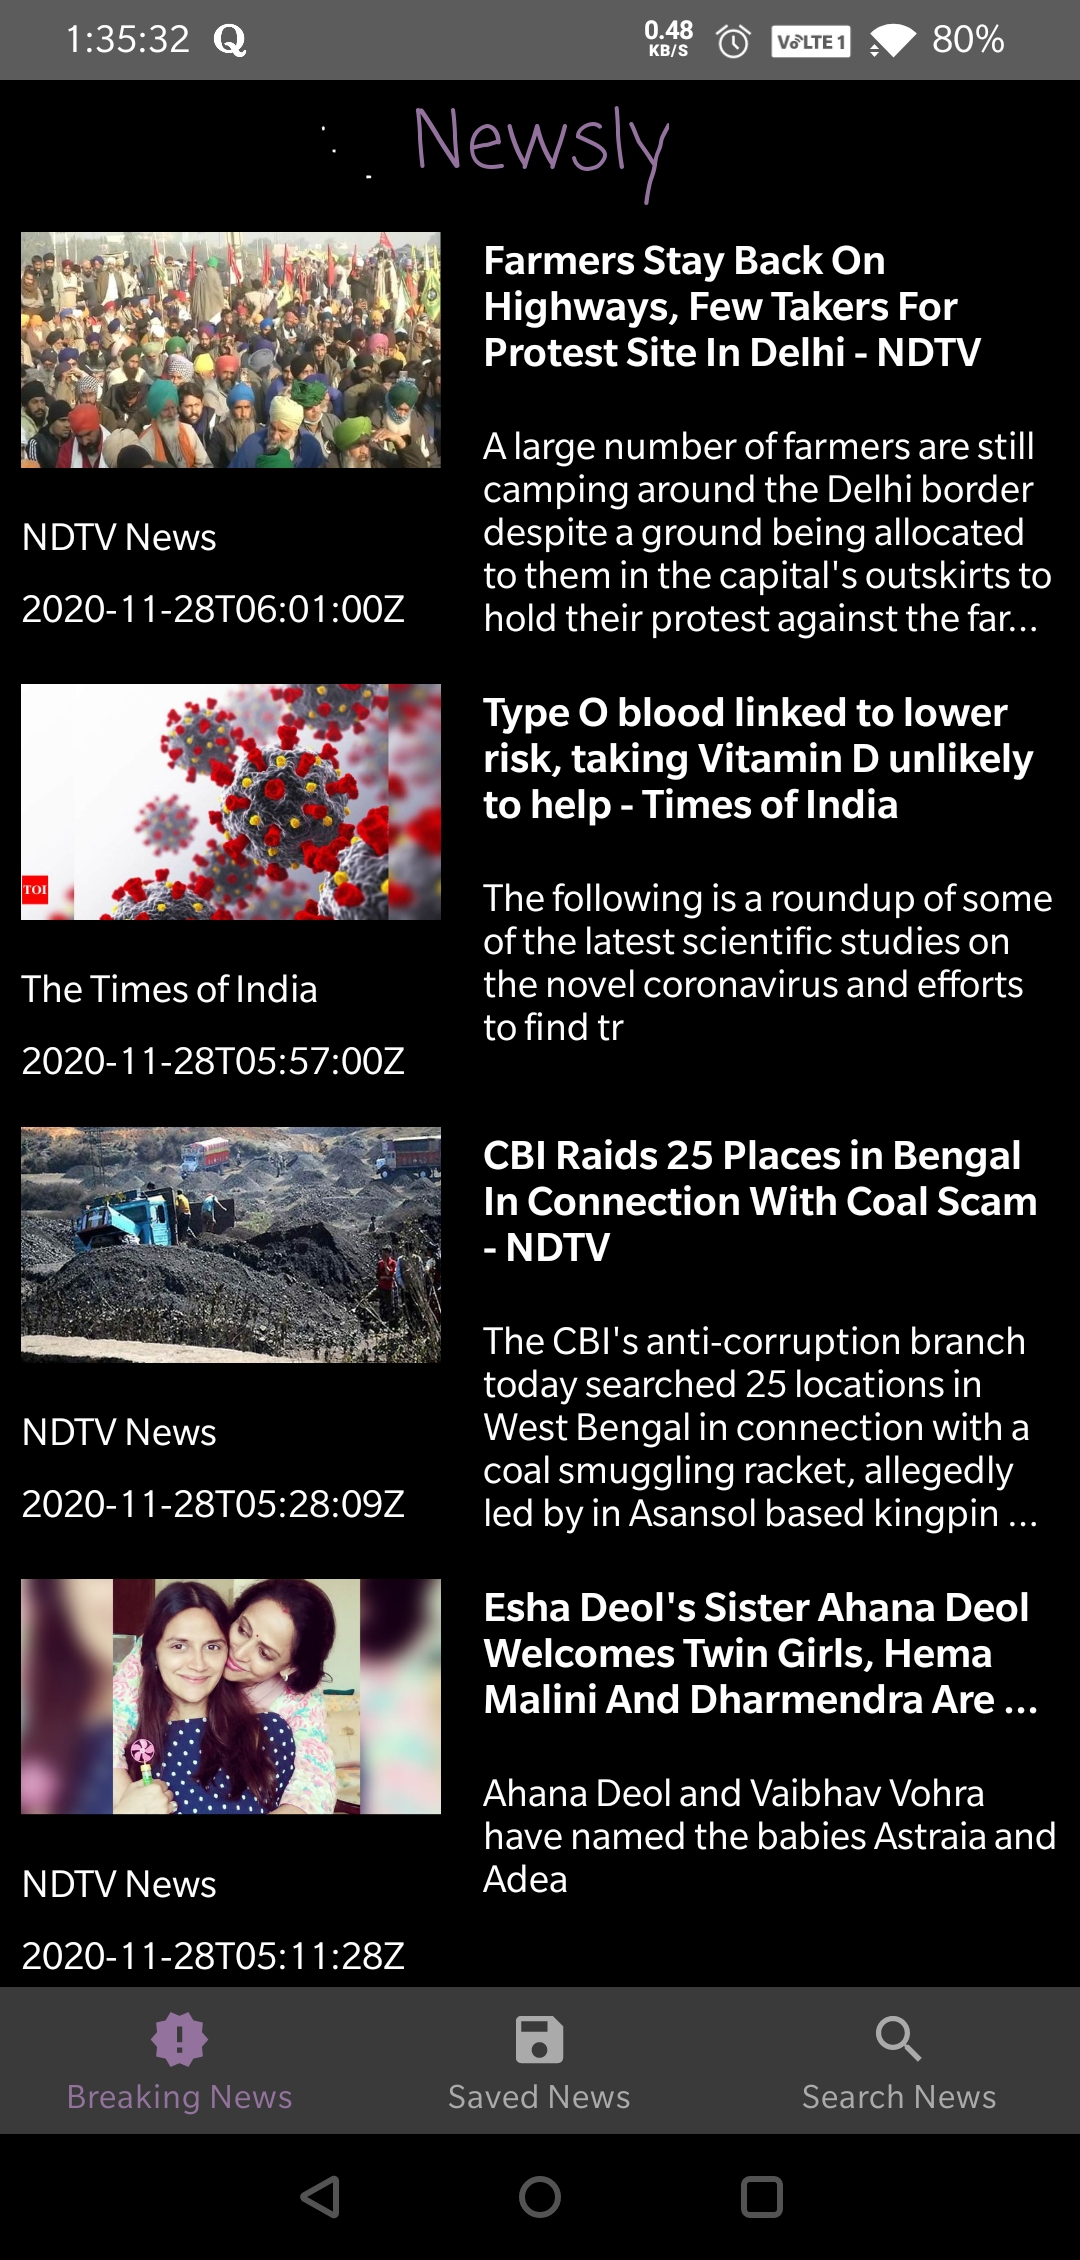 1:35:32 Q 0.48 KB/S VoLTE 1 80%
Newsly
Farmers Stay Back On
Highways, Few Takers For
Protest Site In Delhi - NDTV
A large number of farmers are still
camping around the Delhi border
despite a ground being allocated
to them in the capital's outskirts to
hold their protest against the far...
NDTV News
2020-11-28T06:01:00Z
Type O blood linked to lower
risk, taking Vitamin D unlikely
to help - Times of India
The following is a roundup of some
of the latest scientific studies on
the novel coronavirus and efforts
to find tr
TOI
The Times of India
2020-11-28T05:57:00Z
CBI Raids 25 Places in Bengal
In Connection With Coal Scam
- NDTV
The CBI's anti-corruption branch
today searched 25 locations in
West Bengal in connection with a
coal smuggling racket, allegedly
led by in Asansol based kingpin ...
NDTV News
2020-11-28T05:28:09Z
Esha Deol's Sister Ahana Deol
Welcomes Twin Girls, Hema
Malini And Dharmendra Are ...
Ahana Deol and Vaibhav Vohra
have named the babies Astraia and
Adea
NDTV News
2020-11-28T05:11:28Z
Breaking News Saved News Search News